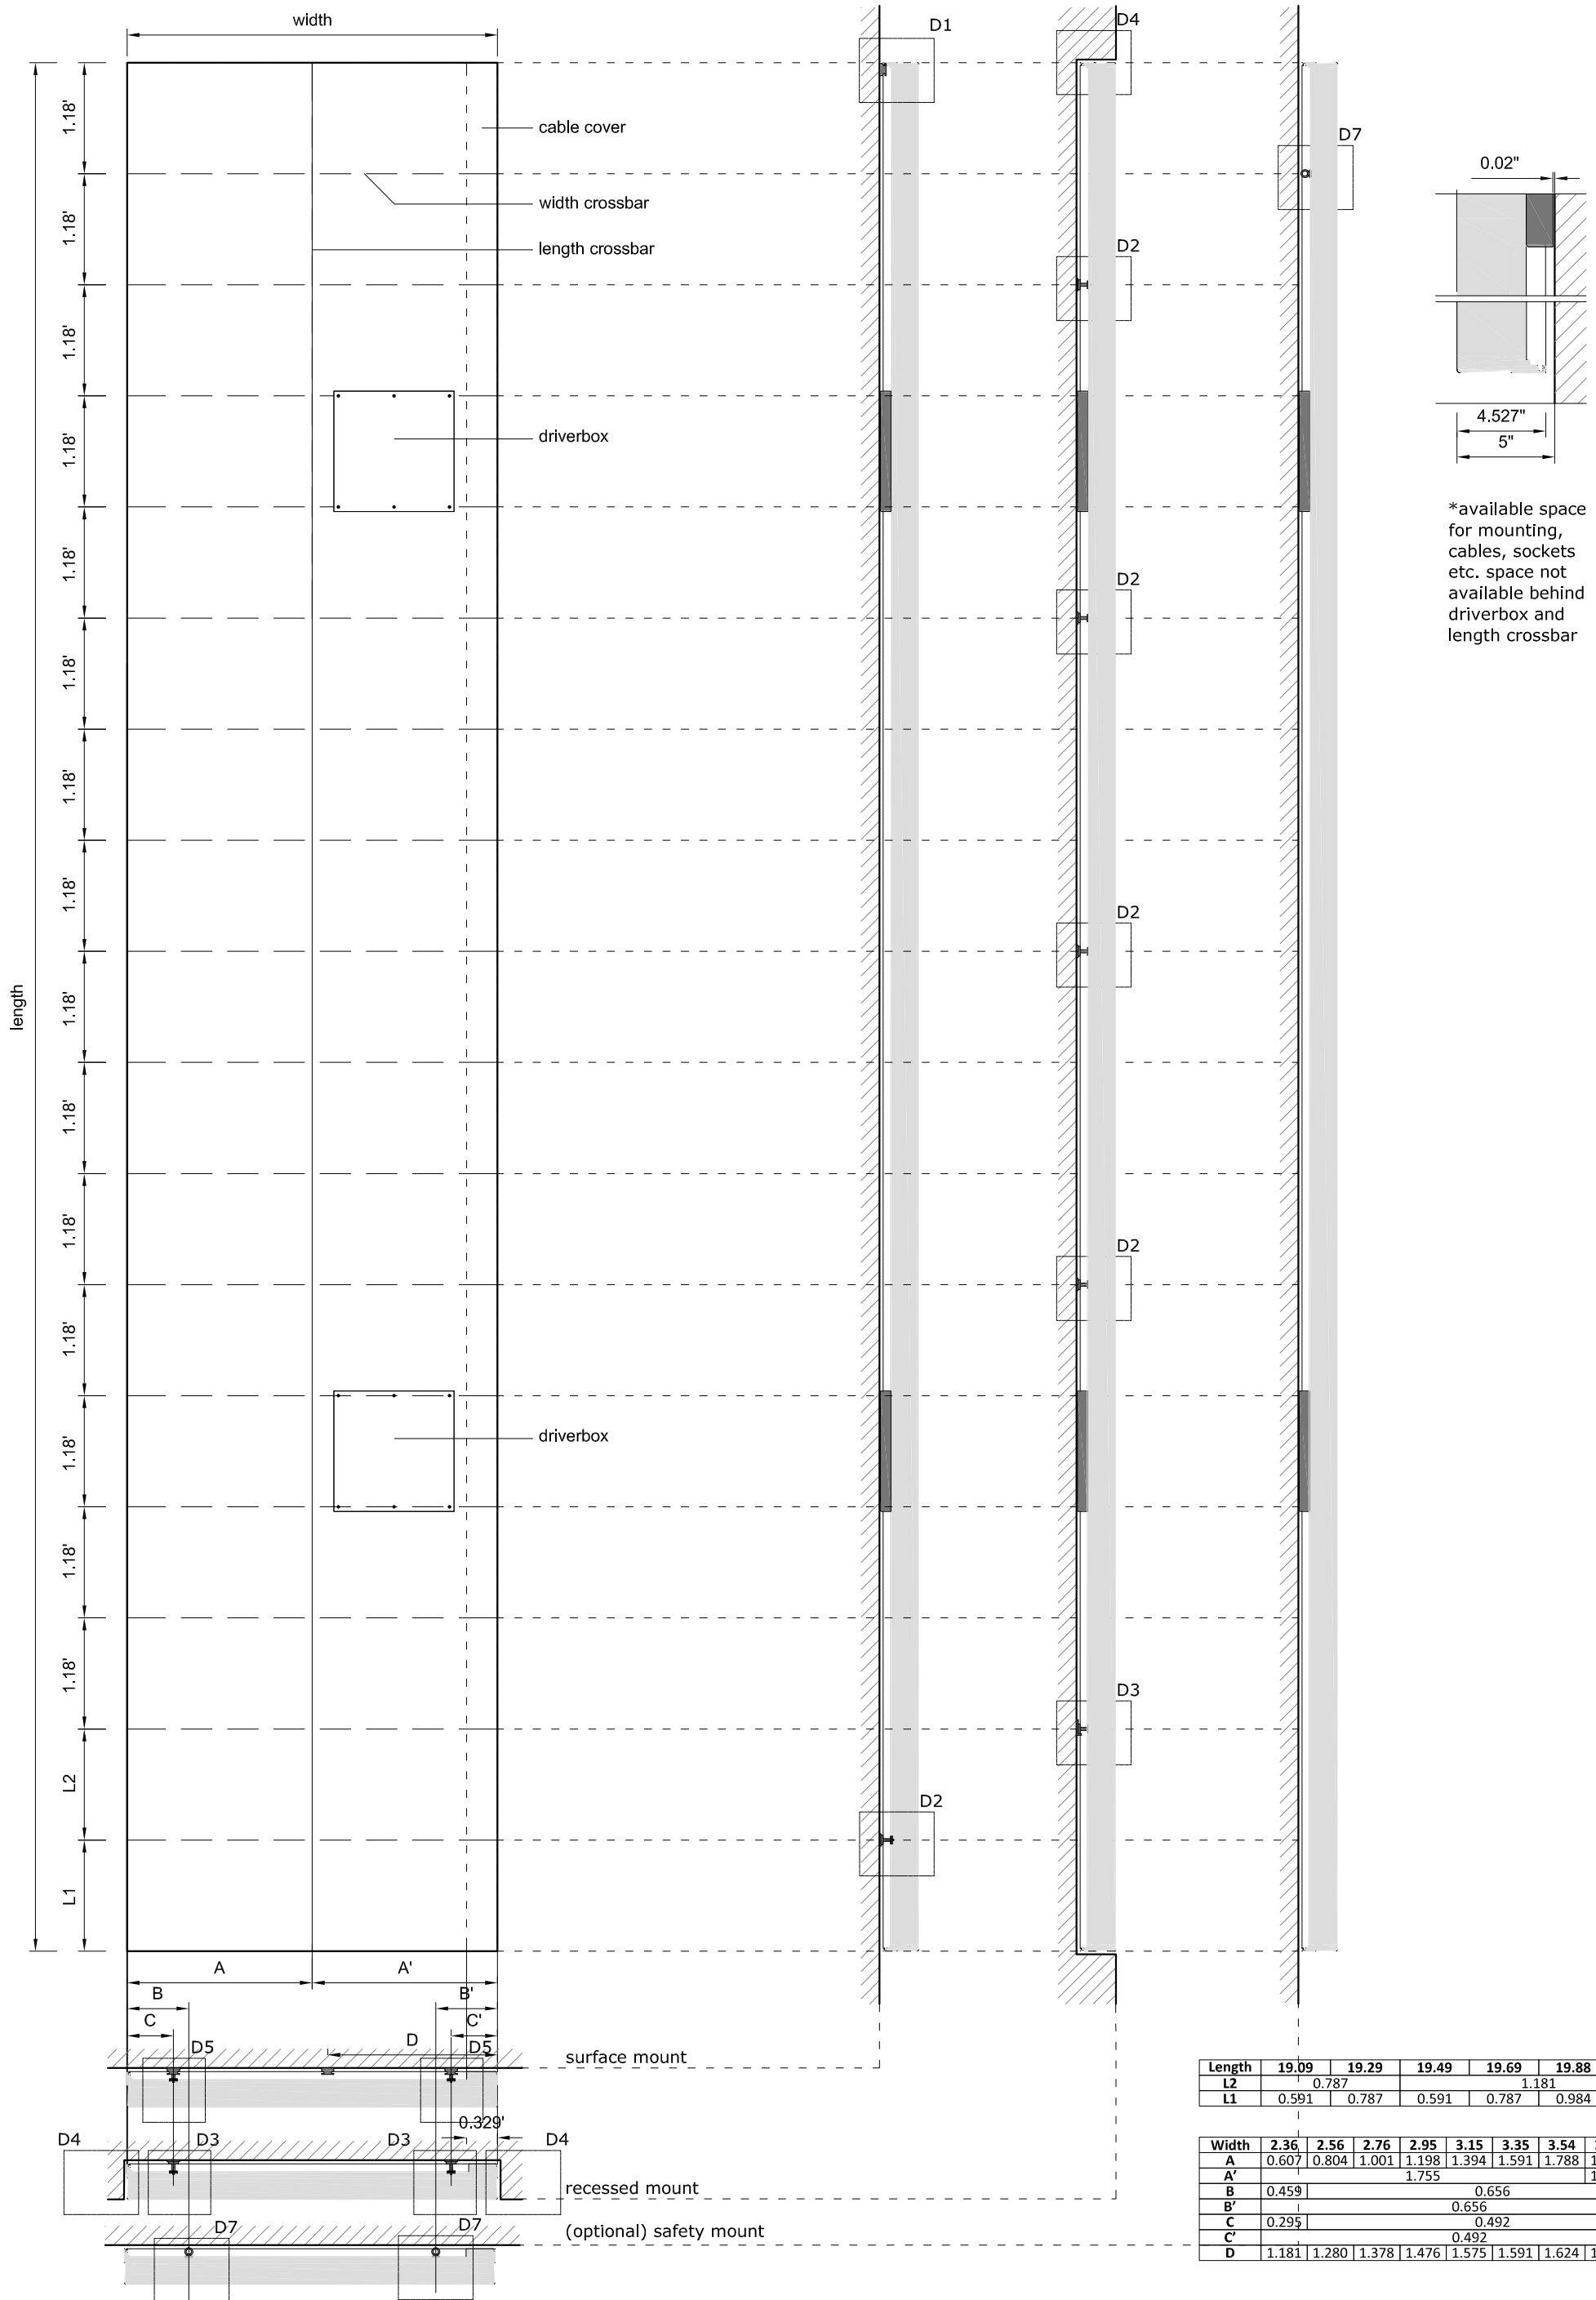 width
D1
D4
1.18'
cable cover
D7
0.02"
width crossbar
1.18'
length crossbar
D2
1.18'
4.527"
5"
driverbox
1.18'
*available space
for mounting,
cables, sockets
etc. space not
available behind
driverbox and
length crossbar
1.18'
D2
1.18'
1.18'
1.18'
D2
length
1.18'
1.18'
1.18'
D2
1.18'
driverbox
1.18'
1.18'
1.18'
D3
L2
D2
L1
A A'
B B'
C C'
D5 D D5
surface mount
0.329'
D4 D3 D3 D4
recessed mount
D7 D7
(optional) safety mount
Length 19.09 19.29 19.49 19.69 19.88
L2 0.787 1.181
L1 0.591 0.787 0.591 0.787 0.984
Width 2.36 2.56 2.76 2.95 3.15 3.35 3.54
A 0.607 0.804 1.001 1.198 1.394 1.591 1.788
A' 1.755
B 0.459 0.656
B' 0.656
C 0.295 0.492
C' 0.492
D 1.181 1.280 1.378 1.476 1.575 1.591 1.624